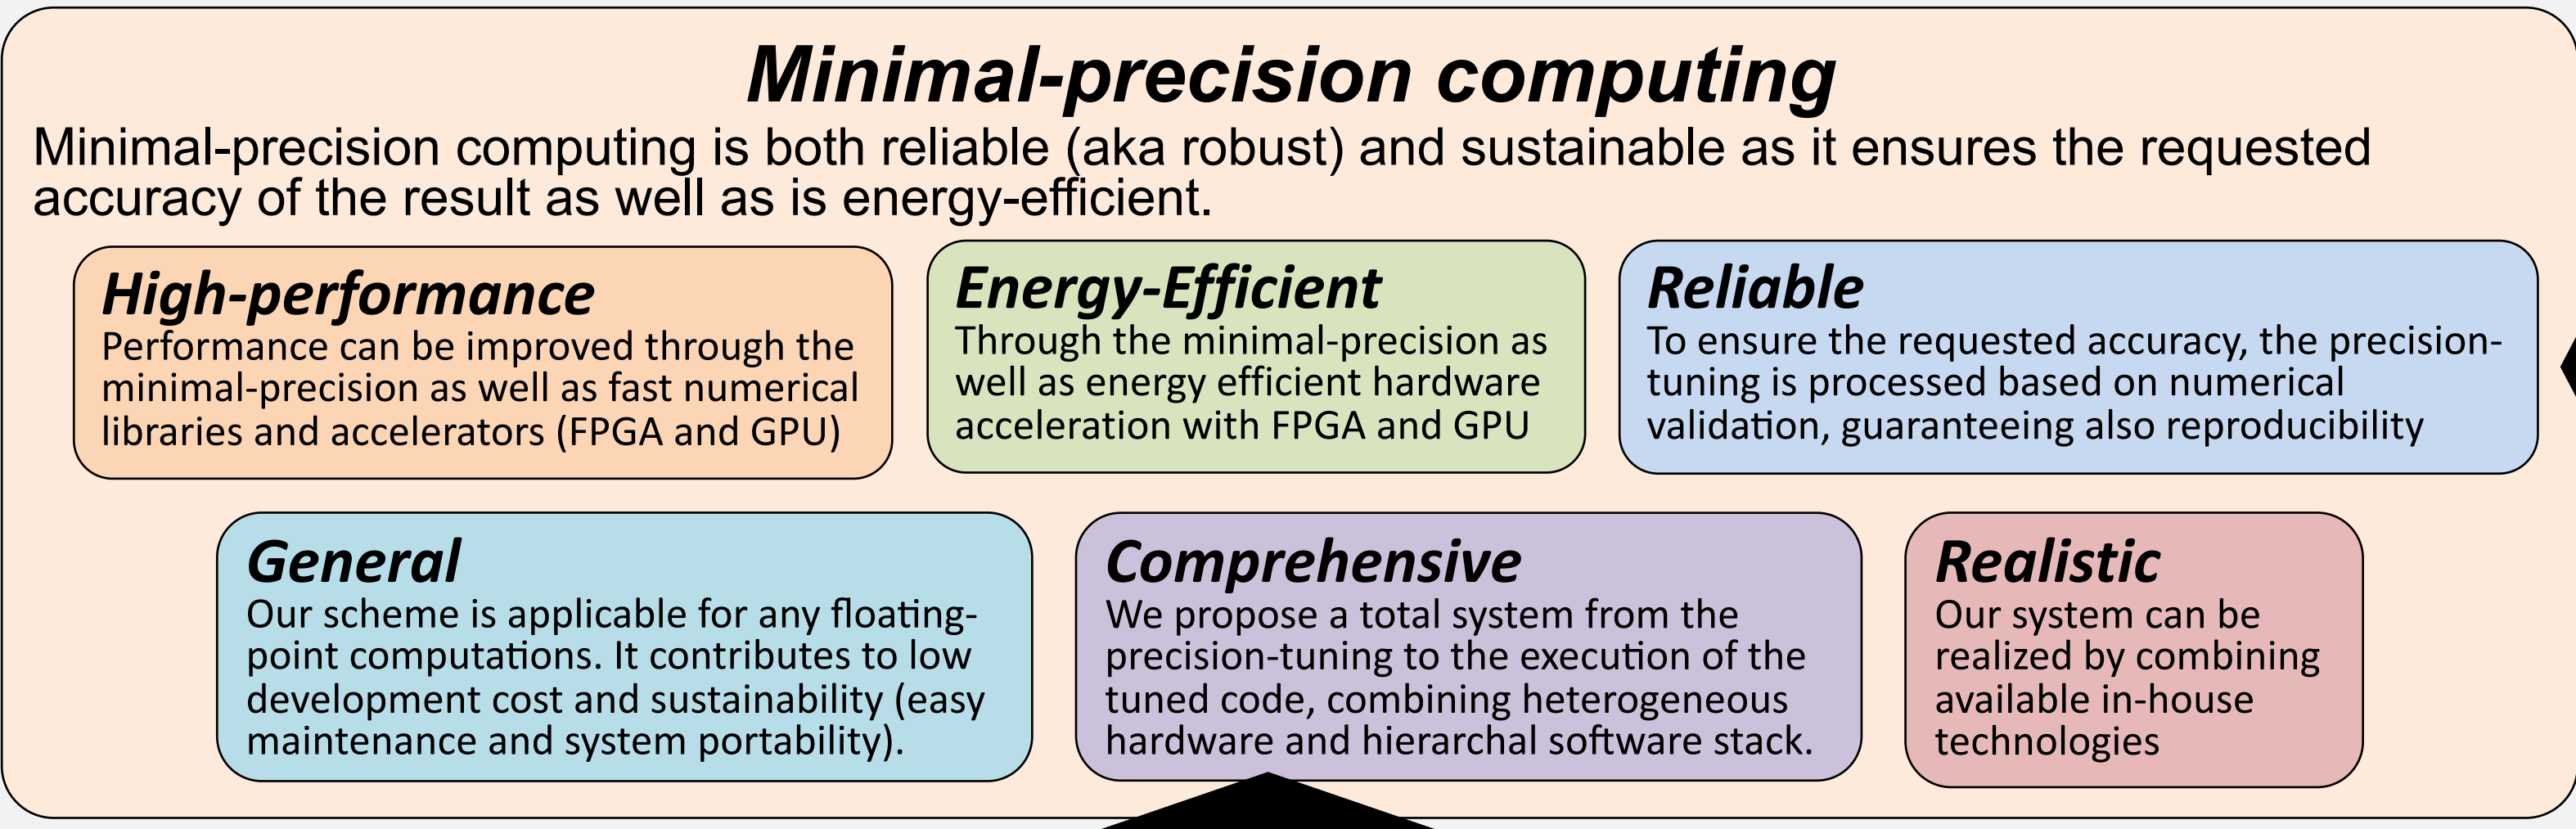 Minimal-precision computing
Minimal-precision computing is both reliable (aka robust) and sustainable as it ensures the requested
accuracy of the result as well as is energy-efficient.
High-performance
Performance can be improved through the
minimal-precision as well as fast numerical
libraries and accelerators (FPGA and GPU)
Energy-Efficient
Through the minimal-precision as
well as energy efficient hardware
acceleration with FPGA and GPU
Reliable
To ensure the requested accuracy, the precision-
tuning is processed based on numerical
validation, guaranteeing also reproducibility
General
Our scheme is applicable for any floating-
point computations. It contributes to low
development cost and sustainability (easy
maintenance and system portability).
Comprehensive
We propose a total system from the
precision-tuning to the execution of the
tuned code, combining heterogeneous
hardware and hierarchal software stack.
Realistic
Our system can be
realized by combining
available in-house
technologies